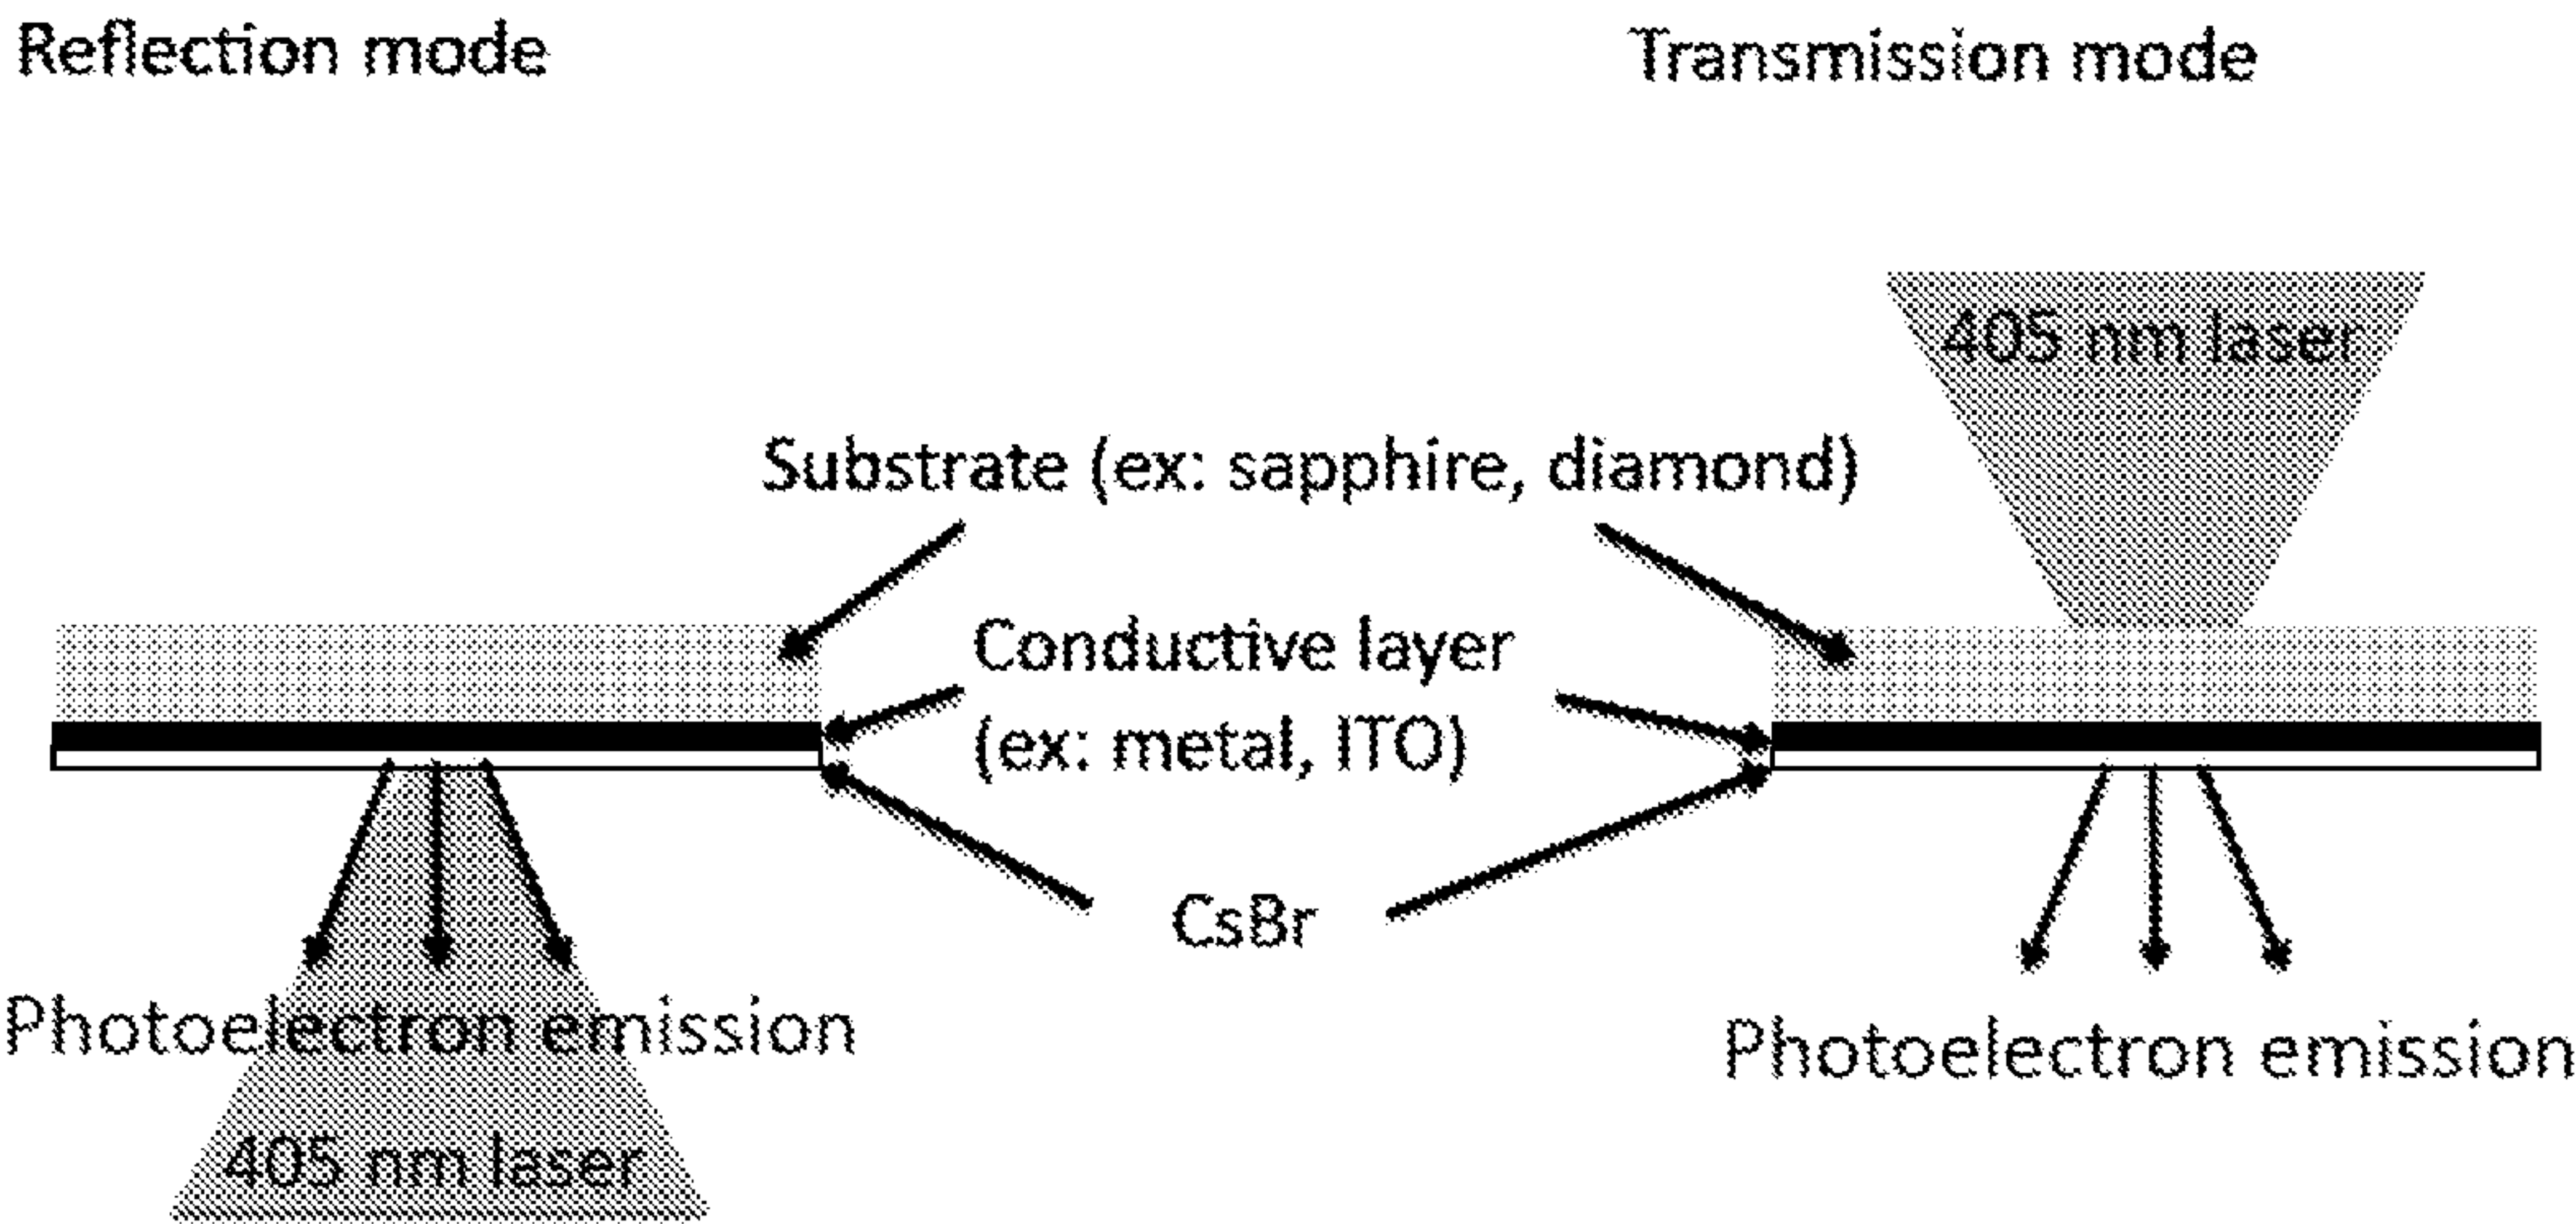 Reflection mode
Transmission mode
405 nm laser
Substrate (ex: sapphire, diamond)
Conductive layer
(ex: metal, ITO)
CsBr
Photoelectron emission
Photoelectron emission
405 nm laser